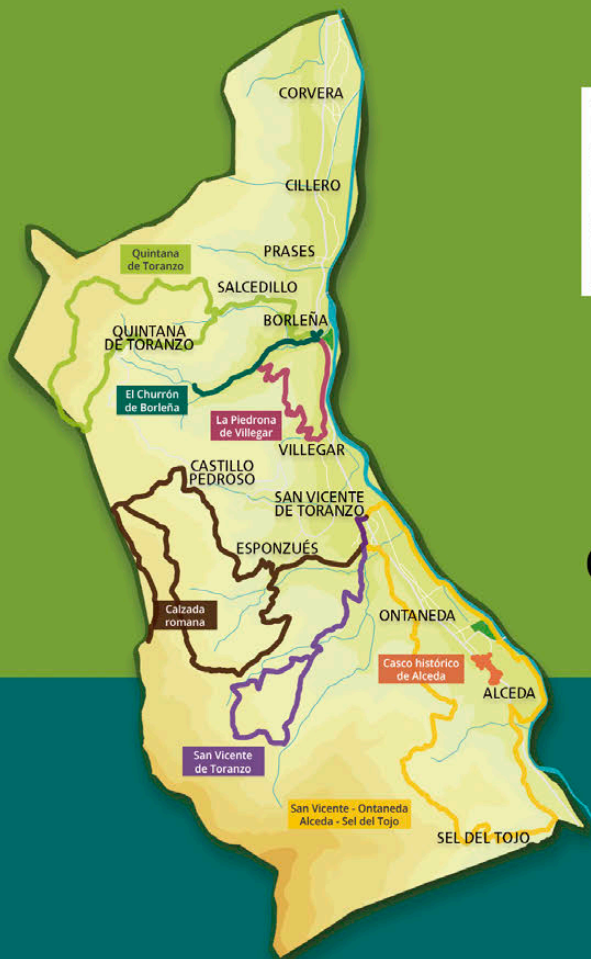 CORVERA
CILLERO
PRASES
Quintana
de Toranzo
SALCEDILLO
BORLEÑA
QUINTANA
DE TORANZO
El Churrón
de Borleña
La Piedrona
de Villegar
VILLEGAR
CASTILLO
PEDROSO
SAN VICENTE
DE TORANZO
ESPONZUÉS
Calzada
romana
ONTANEDA
Casco histórico
de Alceda
ALCEDA
San Vicente
de Toranzo
San Vicente - Ontaneda
Alceda - Sel del Tojo
SEL DEL TOJO